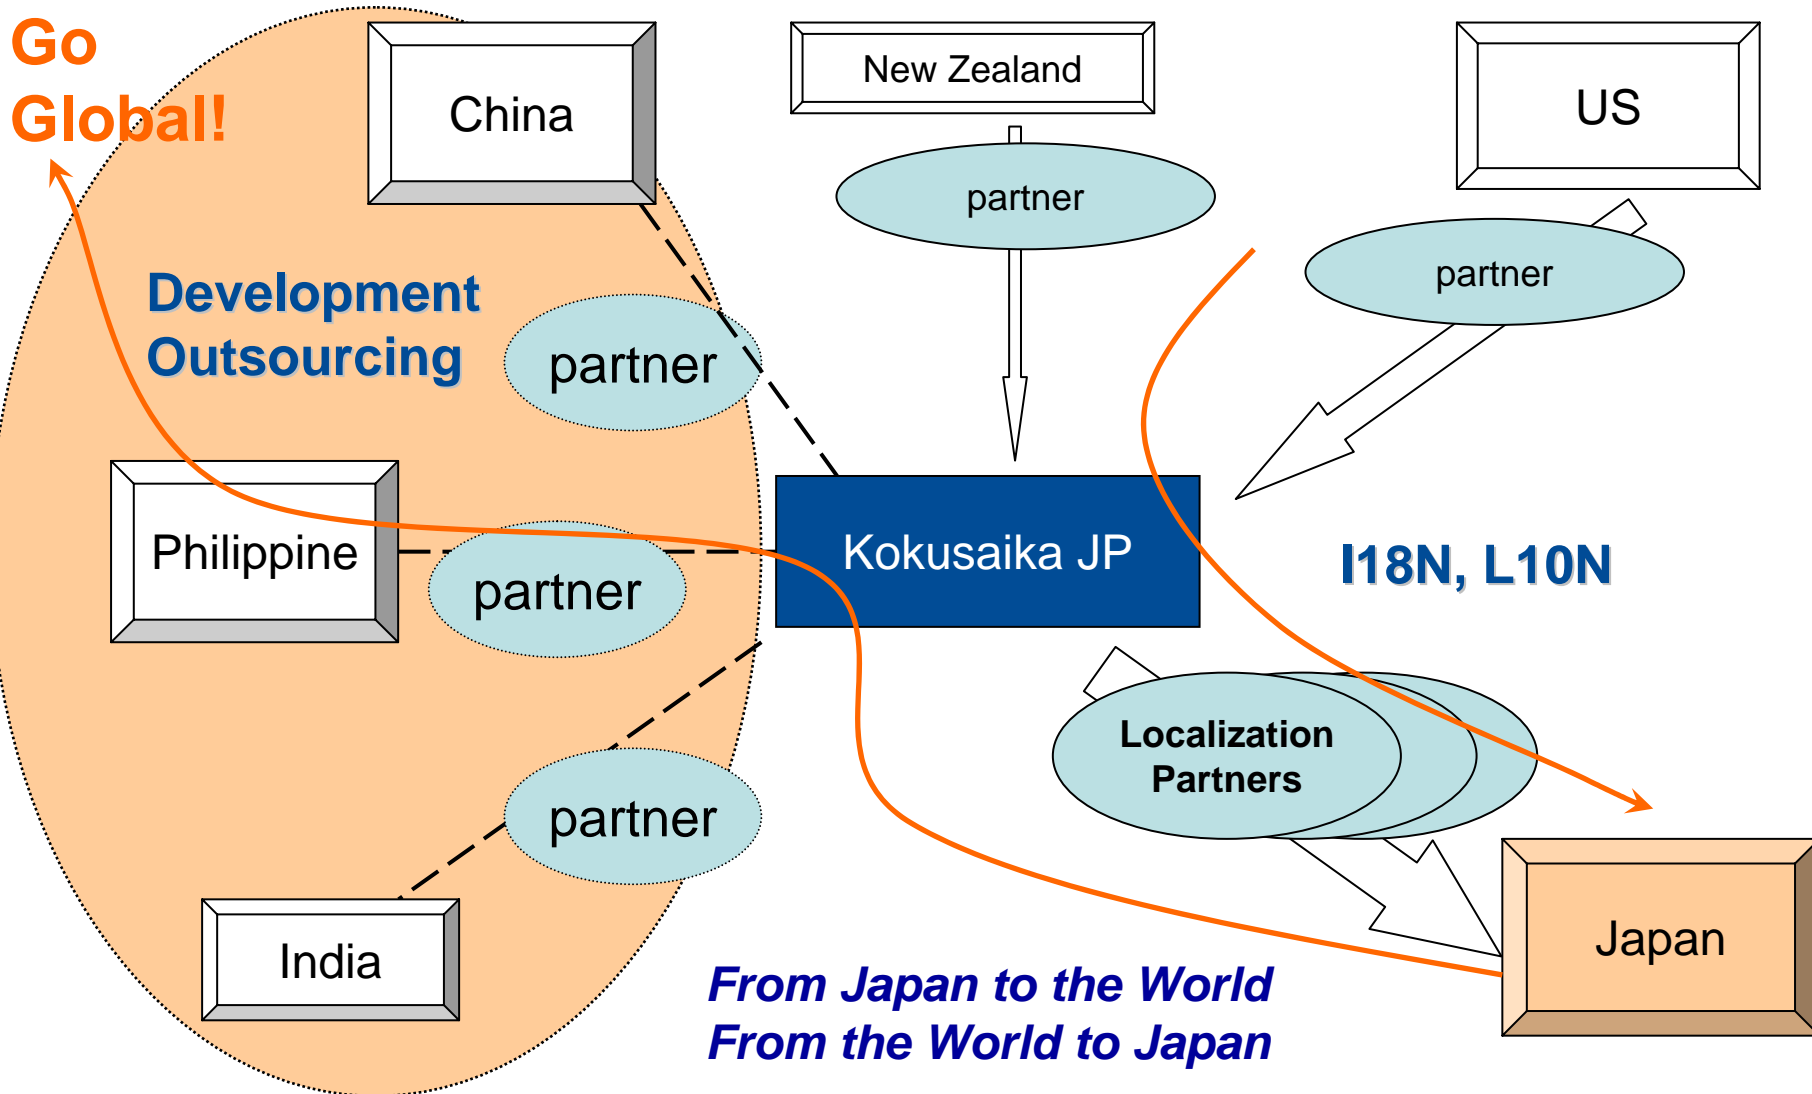 Go
Global!
China
New Zealand
US
partner
partner
Development
Outsourcing
partner
Philippine
partner
Kokusaika JP
I18N, L10N
Localization
Partners
partner
India
Japan
From Japan to the World
From the World to Japan